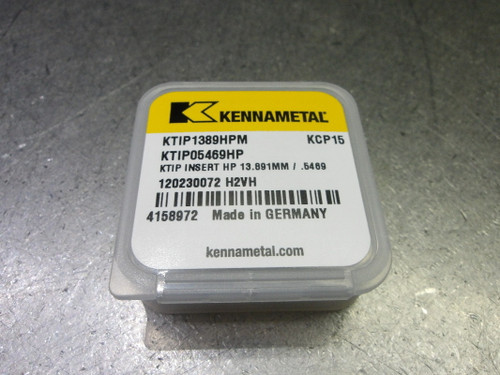 KENNAMETAL
KTIP1389HPM KCP15
KTIP05469HP
KTIP INSERT HP 13.891MM / .5469
120230072 H2VH
4158972 Made in GERMANY
kennametal.com